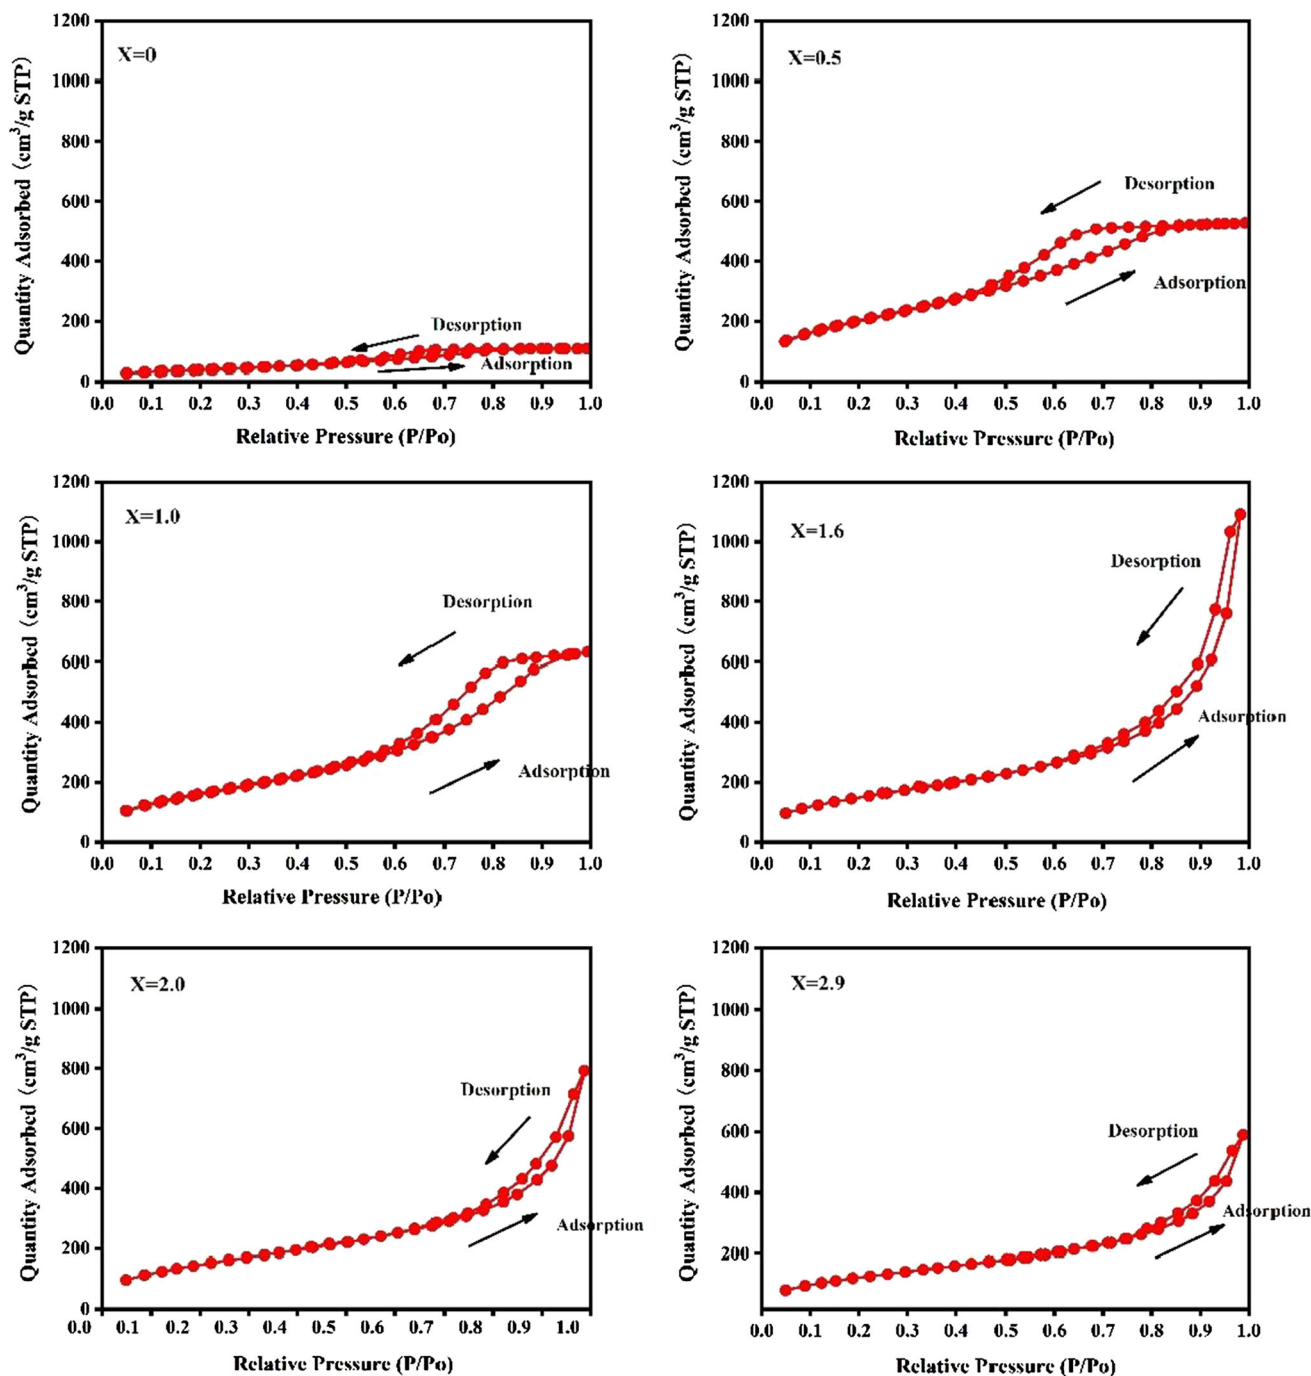 X=0
Quantity Adsorbed (cm³/g STP)
1200
1000
800
600
400
200
0
Desorption
Adsorption
0.0 0.1 0.2 0.3 0.4 0.5 0.6 0.7 0.8 0.9 1.0
Relative Pressure (P/Po)
X=0.5
Quantity Adsorbed (cm³/g STP)
1200
1000
800
600
400
200
0
Desorption
Adsorption
0.0 0.1 0.2 0.3 0.4 0.5 0.6 0.7 0.8 0.9 1.0
Relative Pressure (P/Po)
X=1.0
Quantity Adsorbed (cm³/g STP)
1200
1000
800
600
400
200
0
Desorption
Adsorption
0.0 0.1 0.2 0.3 0.4 0.5 0.6 0.7 0.8 0.9 1.0
Relative Pressure (P/Po)
X=1.6
Quantity Adsorbed (cm³/g STP)
1200
1000
800
600
400
200
0
Desorption
Adsorption
0.0 0.1 0.2 0.3 0.4 0.5 0.6 0.7 0.8 0.9 1.0
Relative Pressure (P/Po)
X=2.0
Quantity Adsorbed (cm³/g STP)
1200
1000
800
600
400
200
0
Desorption
Adsorption
0.0 0.1 0.2 0.3 0.4 0.5 0.6 0.7 0.8 0.9 1.0
Relative Pressure (P/Po)
X=2.9
Quantity Adsorbed (cm³/g STP)
1200
1000
800
600
400
200
Desorption
Adsorption
0.0 0.1 0.2 0.3 0.4 0.5 0.6 0.7 0.8 0.9 1.0
Relative Pressure (P/Po)